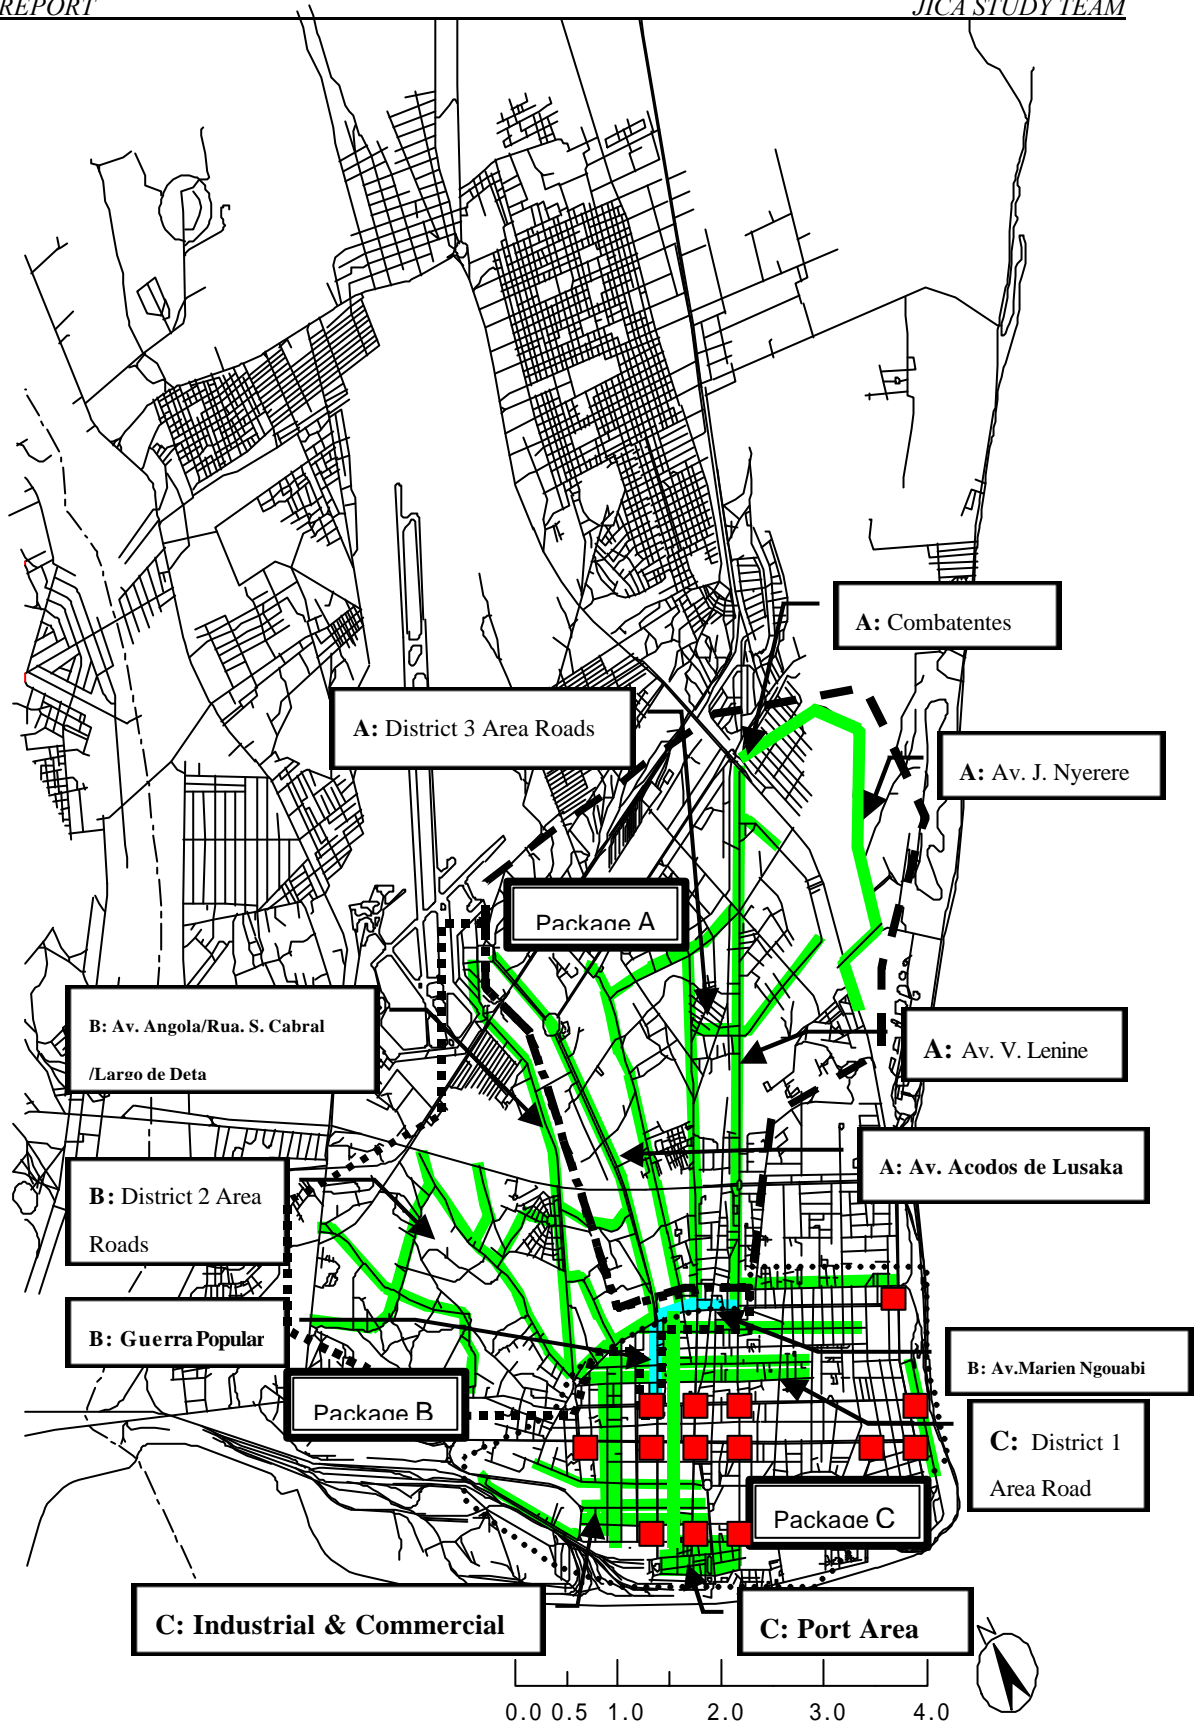 REPORT
JICA STUDY TEAM
A: Combatentes
A: District 3 Area Roads
A: Av. J. Nyerere
Package A
B: Av. Angola/Rua. S. Cabral
/Largo de Deta
A: Av. V. Lenine
A: Av. Acodos de Lusaka
B: District 2 Area
Roads
B: Guerra Popular
B: Av.Marien Ngouabi
Package B
C: District 1
Area Road
Package C
C: Industrial & Commercial
C: Port Area
N
0.0 0.5 1.0 2.0 3.0 4.0